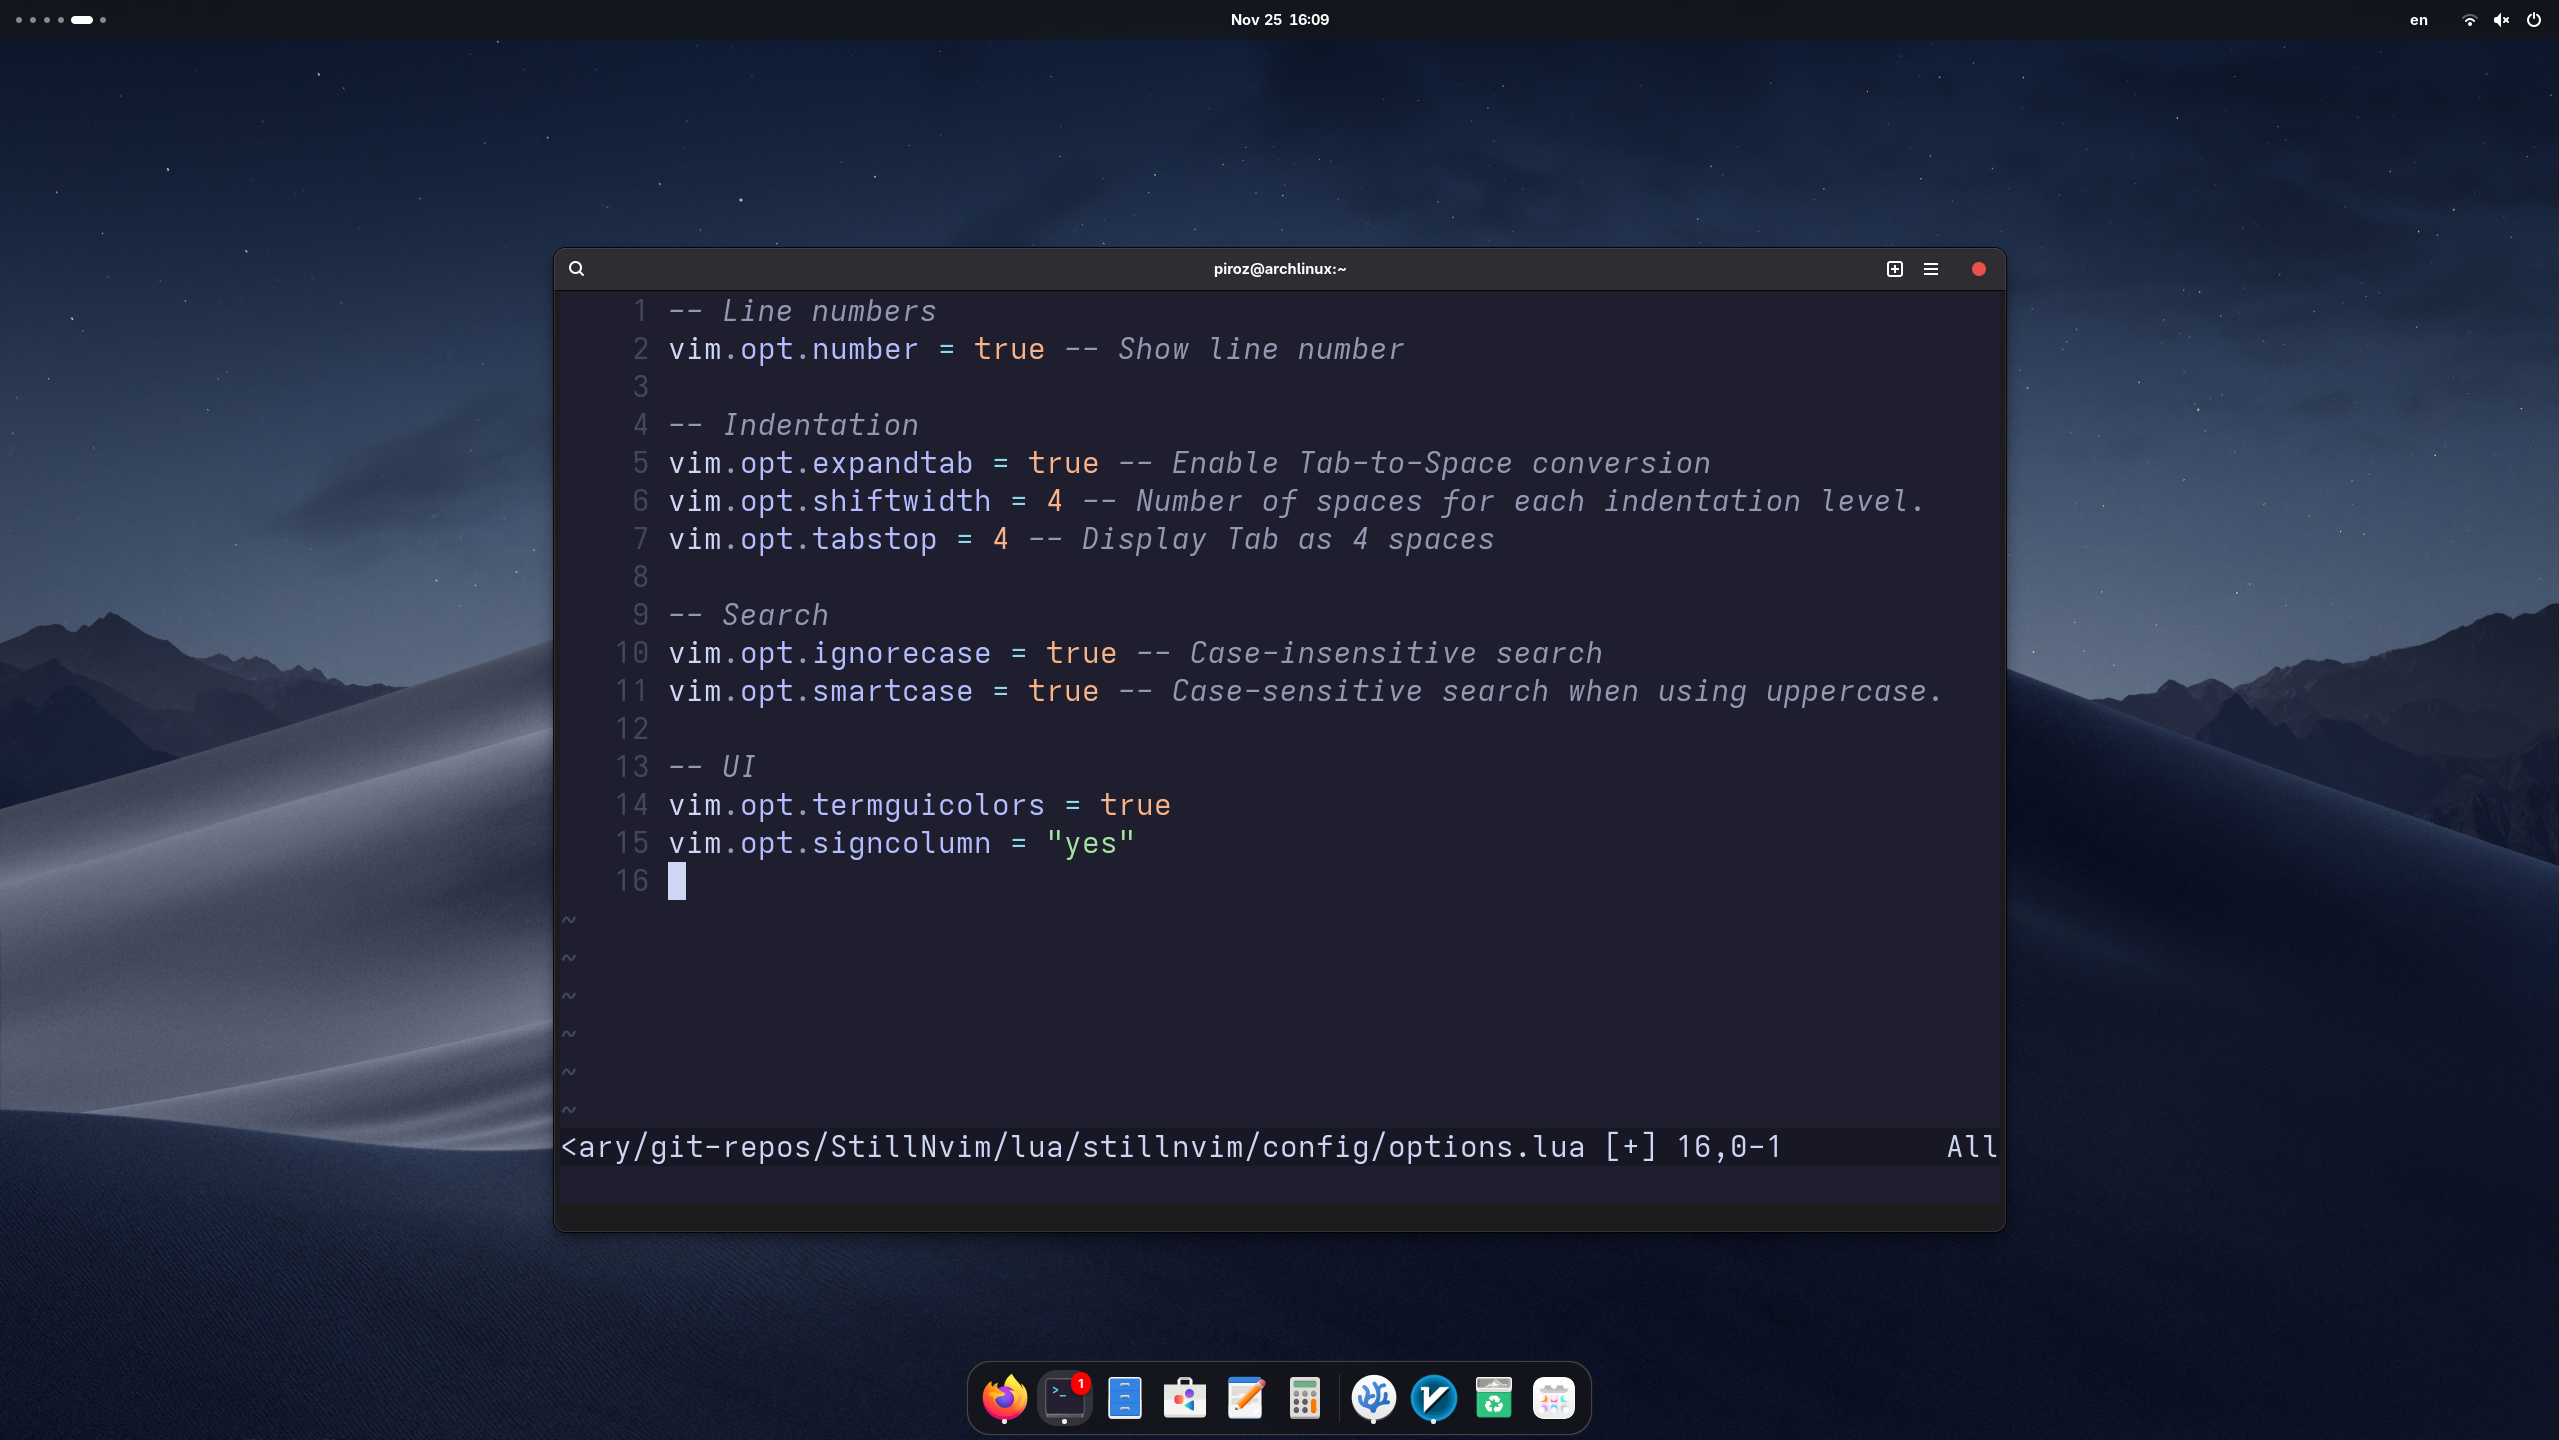 Nov 25 16:09
en
piroz@archlinux:~
1 -- Line numbers
2 vim.opt.number = true -- Show line number
3
4 -- Indentation
5 vim.opt.expandtab = true -- Enable Tab-to-Space conversion
6 vim.opt.shiftwidth = 4 -- Number of spaces for each indentation level.
7 vim.opt.tabstop = 4 -- Display Tab as 4 spaces
8
9 -- Search
10 vim.opt.ignorecase = true -- Case-insensitive search
11 vim.opt.smartcase = true -- Case-sensitive search when using uppercase.
12
13 -- UI
14 vim.opt.termguicolors = true
15 vim.opt.signcolumn = "yes"
16
~
~
~
~
~
~
<ary/git-repos/StillNvim/lua/stillnvim/config/options.lua [+] 16,0-1 All
>_ 1